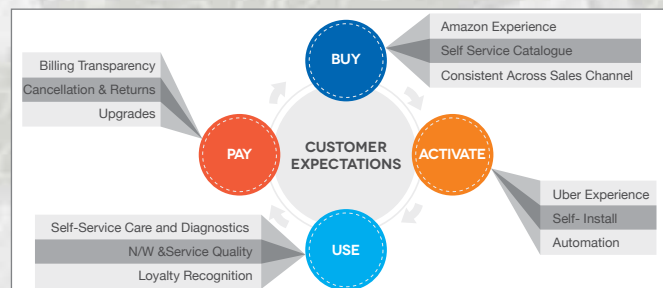 BUY
Amazon Experience
Self Service Catalogue
Consistent Across Sales Channel
Billing Transparency
Cancellation & Returns
Upgrades
PAY
CUSTOMER
EXPECTATIONS
ACTIVATE
Uber Experience
Self- Install
Automation
Self-Service Care and Diagnostics
N/W &Service Quality
Loyalty Recognition
USE